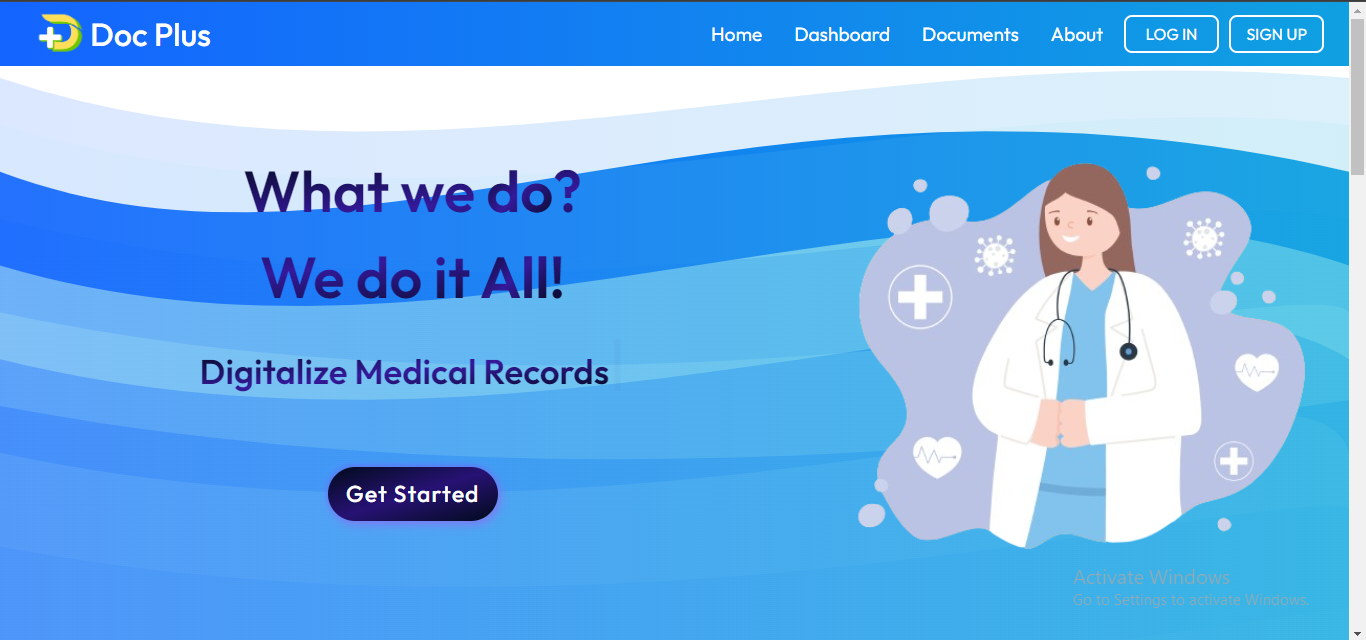 Doc Plus
Home Dashboard Documents About LOG IN SIGN UP
What we do?
We do it All!
Digitalize Medical Records
Get Started
Activate Windows
Go to Settings to activate Windows.